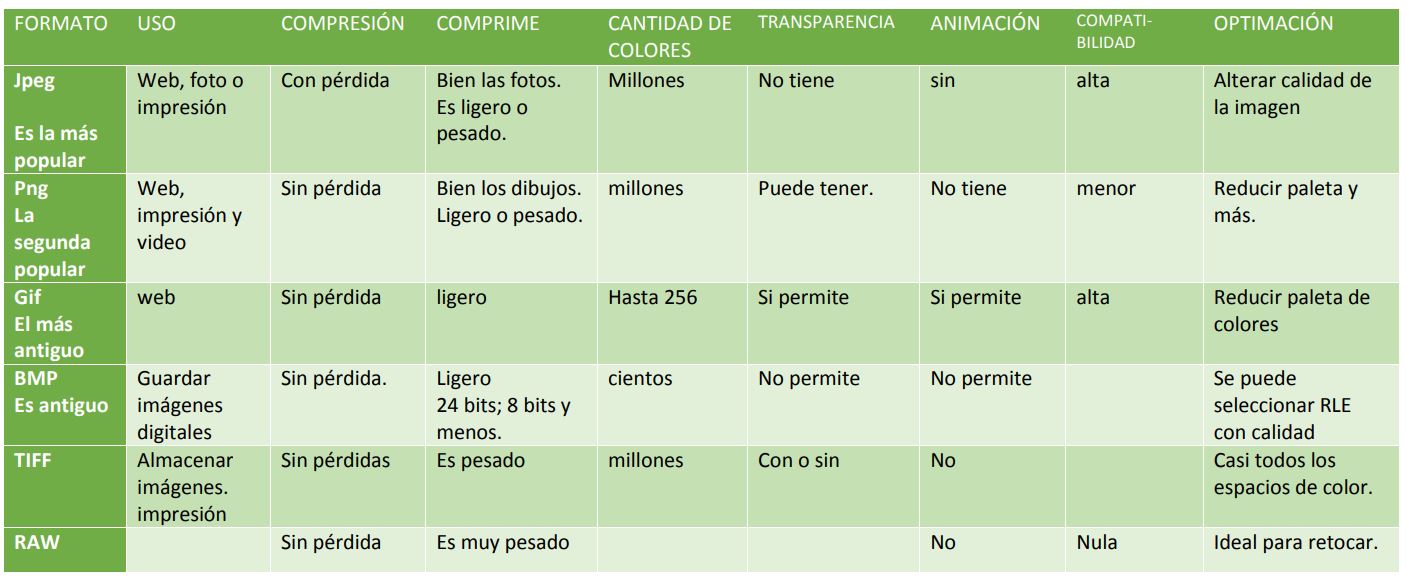 FORMATO USO COMPRESIÓN COMPRIME CANTIDAD DE COLORES TRANSPARENCIA ANIMACIÓN COMPATI-BILIDAD OPTIMACIÓN
Jpeg
Es la más
popular
Web, foto o
impresión
Con pérdida
Bien las fotos.
Es ligero o
pesado.
Millones
No tiene
sin
alta
Alterar calidad de
la imagen
Png
La
segunda
popular
Web,
impresión y
video
Sin pérdida
Bien los dibujos.
Ligero o pesado.
millones
Puede tener.
No tiene
menor
Reducir paleta y
más.
Gif
El más
antiguo
web
Sin pérdida
ligero
Hasta 256
Si permite
Si permite
alta
Reducir paleta de
colores
BMP
Es antiguo
Guardar
imágenes
digitales
Sin pérdida.
Ligero
24 bits; 8 bits y
menos.
cientos
No permite
No permite
Se puede
seleccionar RLE
con calidad
TIFF
Almacenar
imágenes.
impresión
Sin pérdidas
Es pesado
millones
Con o sin
No
Casi todos los
espacios de color.
RAW
Sin pérdida
Es muy pesado
No
Nula
Ideal para retocar.